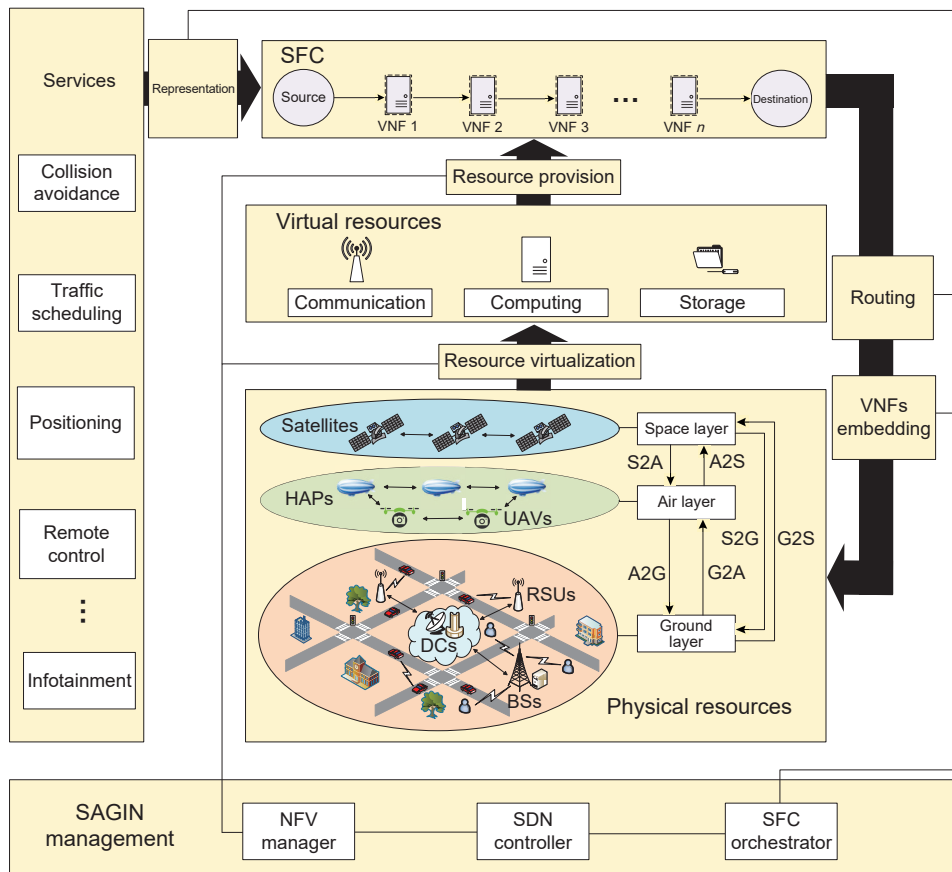 Services
Collision
avoidance
Traffic
scheduling
Positioning
Remote
control
⋮
Infotainment
Representation
SFC
Source
VNF 1
VNF 2
VNF 3
...
VNF n
Destination
Resource provision
Virtual resources
Communication
Computing
Storage
Resource virtualization
Routing
VNFs
embedding
Satellites
HAPs
UAVs
RSUs
DCs
BSs
Space layer
S2A
A2S
Air layer
S2G
G2S
A2G
G2A
Ground
layer
Physical resources
SAGIN
management
NFV
manager
SDN
controller
SFC
orchestrator